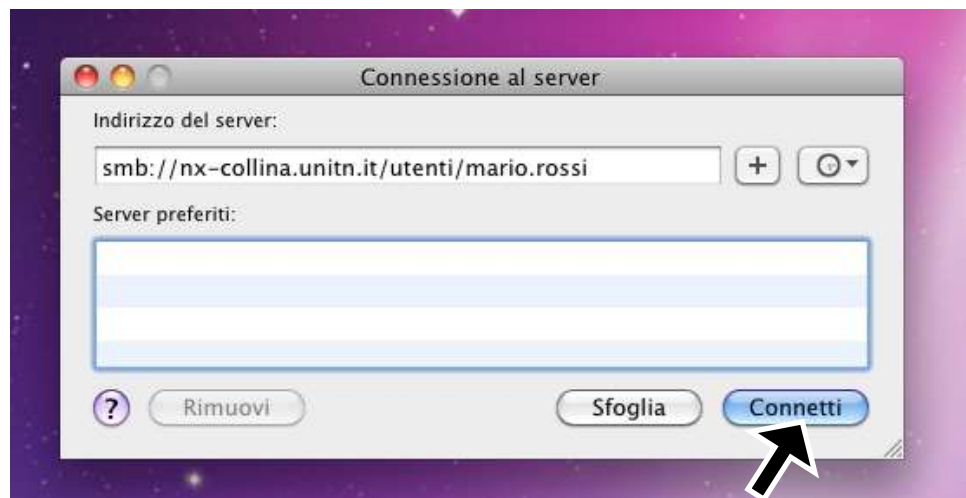 Connessione al server
Indirizzo del server:
smb://nx-collina.unitn.it/utenti/mario.rossi
+
Server preferiti:
? Rimuovi Sfoglia Connetti